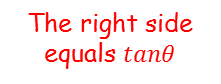 The right side
equals tanθ